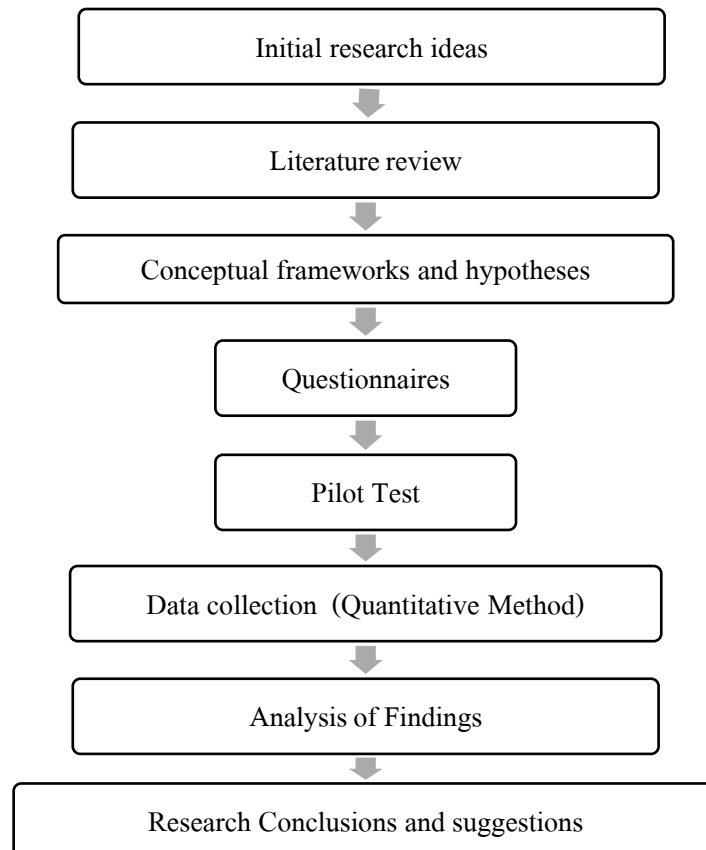 Initial research ideas
Literature review
Conceptual frameworks and hypotheses
Questionnaires
Pilot Test
Data collection (Quantitative Method)
Analysis of Findings
Research Conclusions and suggestions